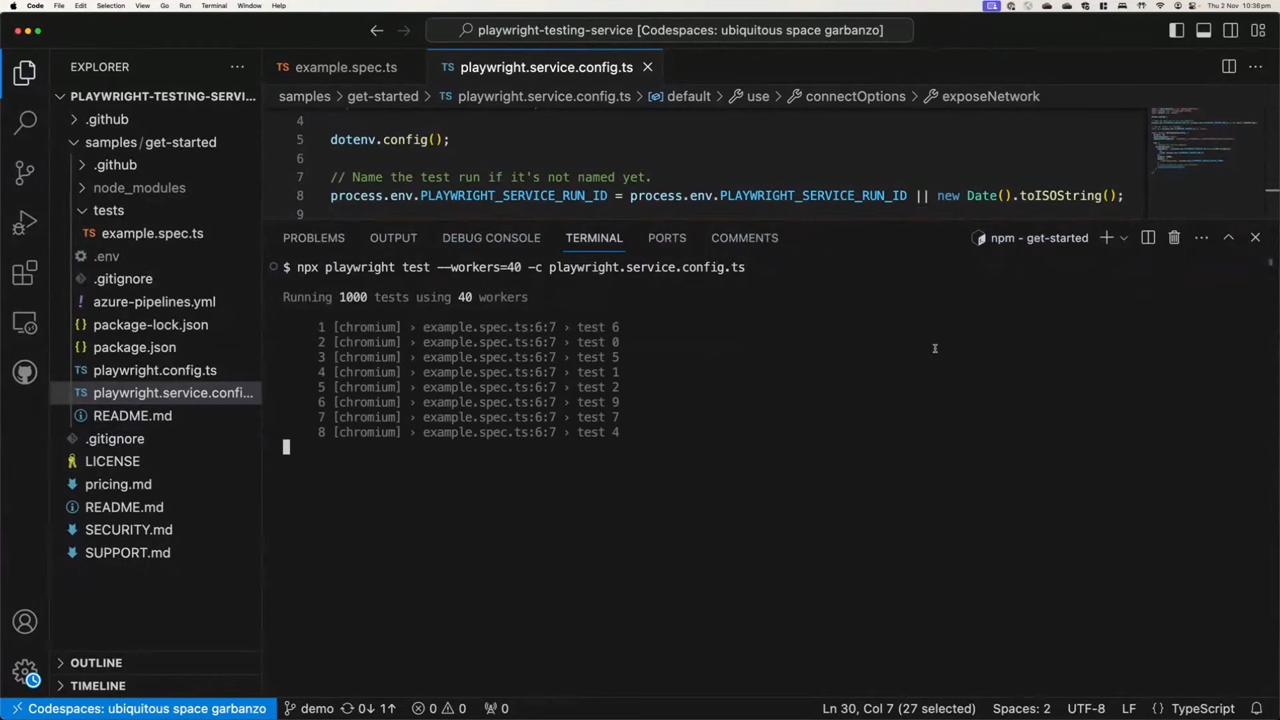 Code File Edit Selection View Go Run Terminal Window Help
Thu 2 Nov 10:36pm
playwright-testing-service [Codespaces: ubiquitous space garbanzo]
EXPLORER
TS example.spec.ts
TS playwright.service.config.ts
samples > get-started > TS playwright.service.config.ts > default > use > connectOptions > exposeNetwork
PLAYWRIGHT-TESTING-SERVI...
.github
samples/get-started
.github
node_modules
tests
TS example.spec.ts
.env
.gitignore
! azure-pipelines.yml
{} package-lock.json
{} package.json
TS playwright.config.ts
TS playwright.service.confi...
README.md
.gitignore
LICENSE
pricing.md
README.md
SECURITY.md
SUPPORT.md
OUTLINE
TIMELINE
4
5 dotenv.config();
6
7 // Name the test run if it's not named yet.
8 process.env.PLAYWRIGHT_SERVICE_RUN_ID = process.env.PLAYWRIGHT_SERVICE_RUN_ID || new Date().toISOString();
9
PROBLEMS OUTPUT DEBUG CONSOLE TERMINAL PORTS COMMENTS
npm - get-started
$ npx playwright test --workers=40 -c playwright.service.config.ts
Running 1000 tests using 40 workers
1 [chromium] › example.spec.ts:6:7 › test 6
2 [chromium] › example.spec.ts:6:7 › test 0
3 [chromium] › example.spec.ts:6:7 › test 5
4 [chromium] › example.spec.ts:6:7 › test 1
5 [chromium] › example.spec.ts:6:7 › test 2
6 [chromium] › example.spec.ts:6:7 › test 9
7 [chromium] › example.spec.ts:6:7 › test 7
8 [chromium] › example.spec.ts:6:7 › test 4
Codespaces: ubiquitous space garbanzo
demo 0↓ 1↑ 0 0 0
Ln 30, Col 7 (27 selected) Spaces: 2 UTF-8 LF {} TypeScript